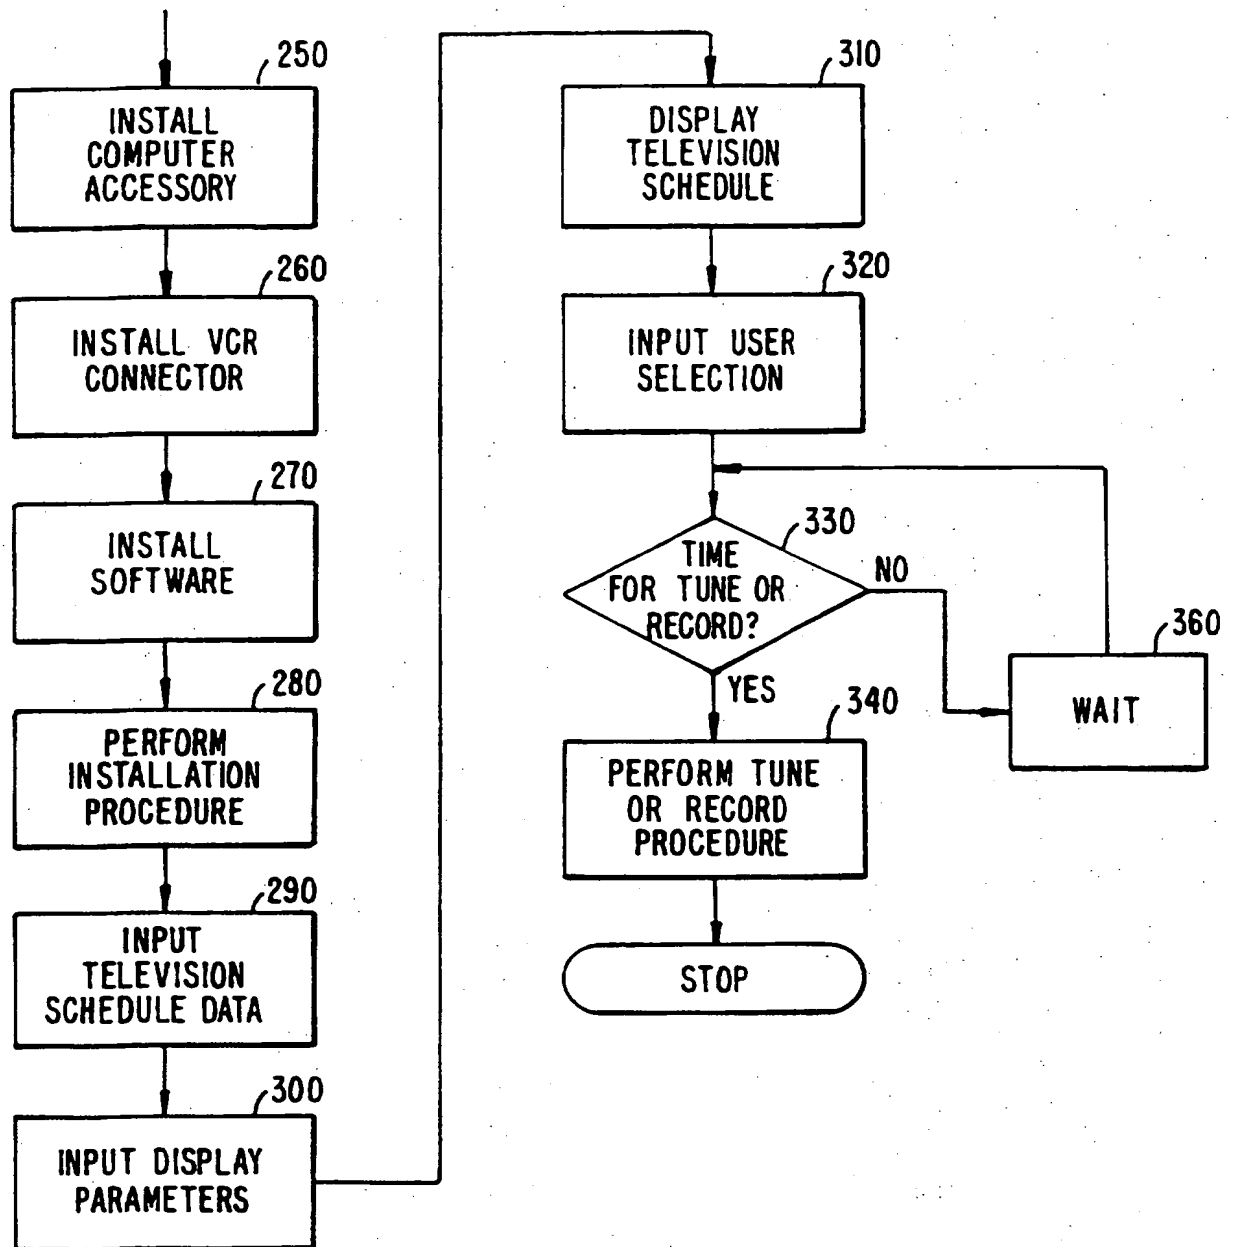 250
INSTALL
COMPUTER
ACCESSORY
260
INSTALL VCR
CONNECTOR
270
INSTALL
SOFTWARE
280
PERFORM
INSTALLATION
PROCEDURE
290
INPUT
TELEVISION
SCHEDULE DATA
300
INPUT DISPLAY
PARAMETERS
310
DISPLAY
TELEVISION
SCHEDULE
320
INPUT USER
SELECTION
330
TIME
FOR TUNE OR
RECORD?
NO
YES
360
WAIT
340
PERFORM TUNE
OR RECORD
PROCEDURE
STOP